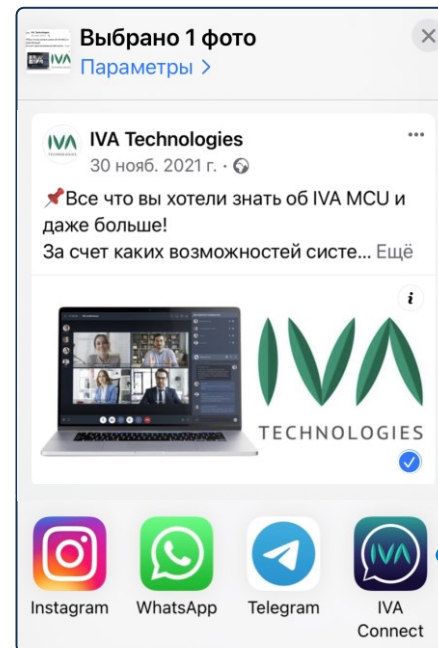 Выбрано 1 фото
Параметры >
IVA Technologies
30 нояб. 2021 г. ·
📌Все что вы хотели знать об IVA MCU и
даже больше!
За счет каких возможностей систе... Ещё
IVA
TECHNOLOGIES
Instagram
WhatsApp
Telegram
IVA
Connect